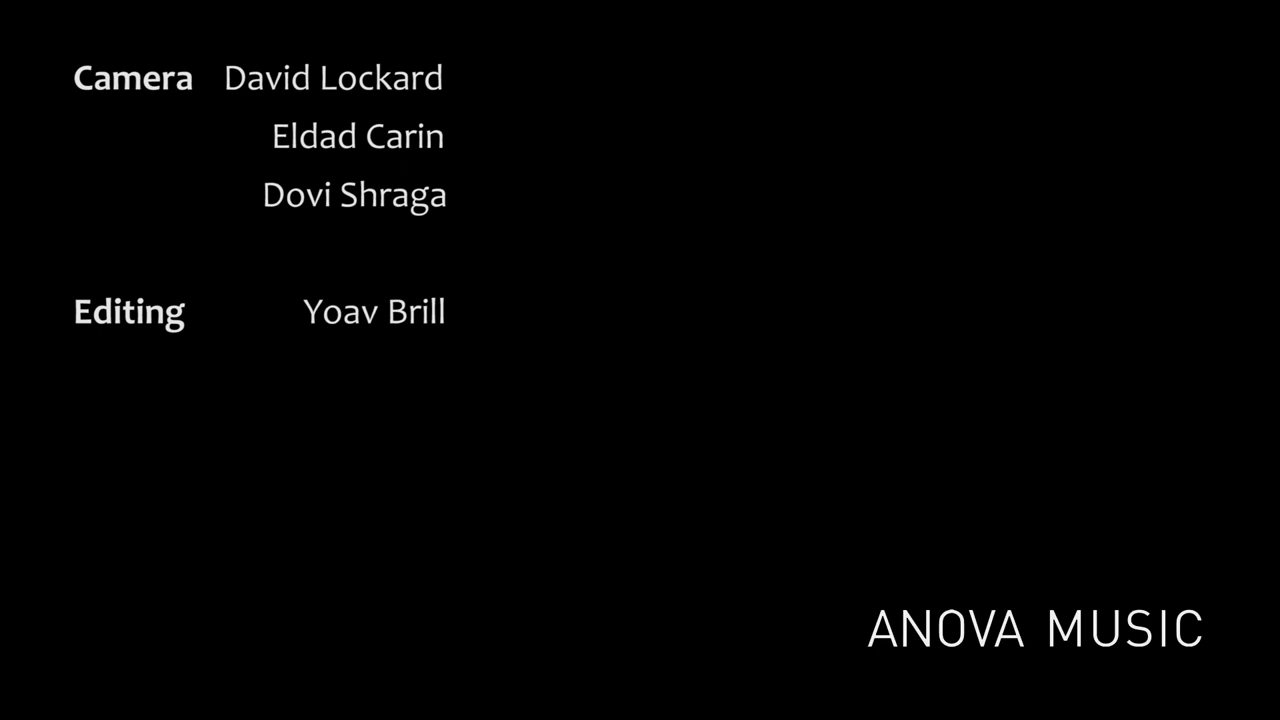 Camera David Lockard
Eldad Carin
Dovi Shraga
Editing Yoav Brill
ANOVA MUSIC